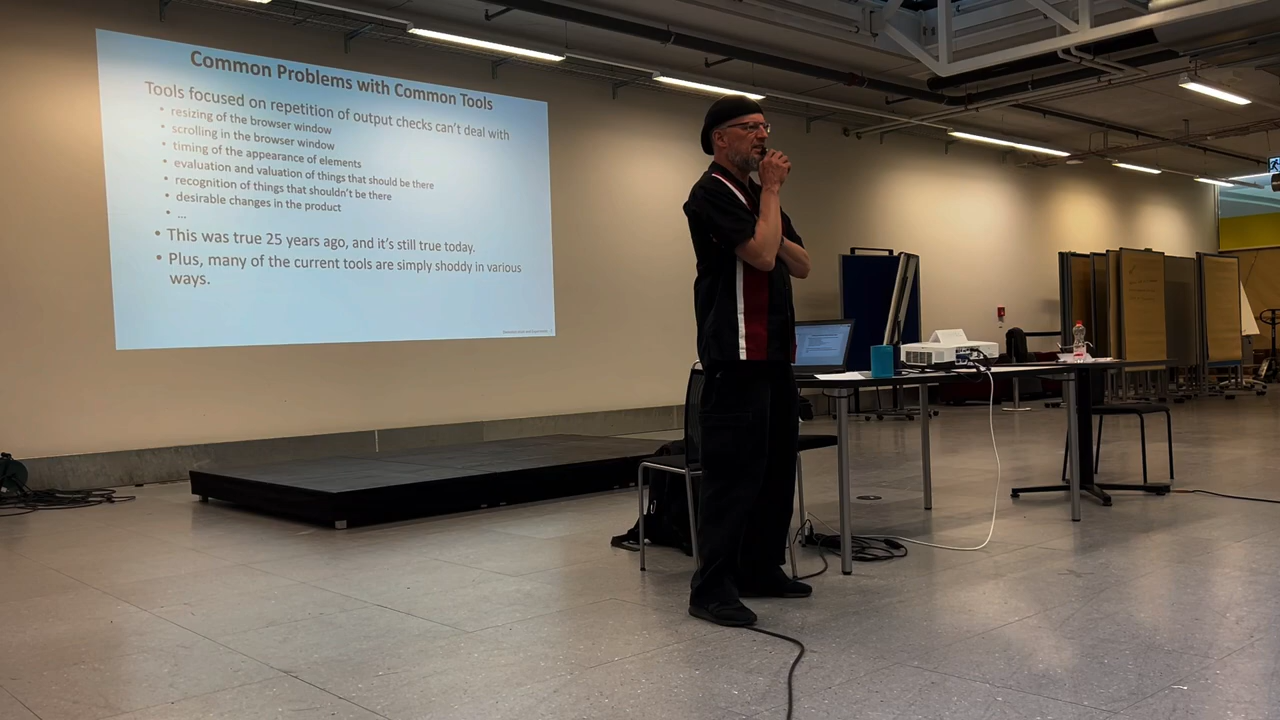 Common Problems with Common Tools
Tools focused on repetition of output checks can't deal with
• resizing of the browser window
• scrolling in the browser window
• timing of the appearance of elements
• evaluation and valuation of things that should be there
• recognition of things that shouldn't be there
• desirable changes in the product
• ...
• This was true 25 years ago, and it's still true today.
• Plus, many of the current tools are simply shoddy in various
ways.